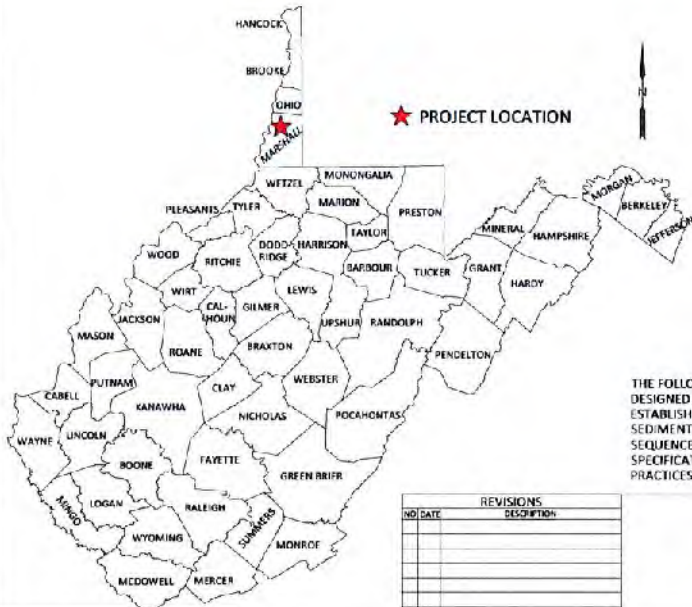 HANCOCK
BROOKE
OHIO
PROJECT LOCATION
N
MARSHALL
WETZEL
MONONGALIA
MORGAN
BERKELEY
JEFFERSON
PLEASANTS
TYLER
MARION
PRESTON
MINERAL
HAMPSHIRE
WOOD
RITCHIE
DODD-
RIDGE
HARRISON
TAYLOR
BARBOUR
TUCKER
GRANT
HARDY
WIRT
CAL-
HOUN
GILMER
LEWIS
UPSHUR
RANDOLPH
JACKSON
MASON
ROANE
BRAXTON
PENDELTON
WEBSTER
CABELL
PUTNAM
CLAY
KANAWHA
NICHOLAS
POCAHONTAS
WAYNE
LINCOLN
BOONE
FAYETTE
GREEN BRIER
MINGO
LOGAN
RALEIGH
SUMMERS
WYOMING
MONROE
MCDOWELL
MERCER
THE FOLLO
DESIGNED
ESTABLISH
SEDIMENT
SEQUENCE
SPECIFICAT
PRACTICES
REVISIONS
NO DATE DESCRIPTION